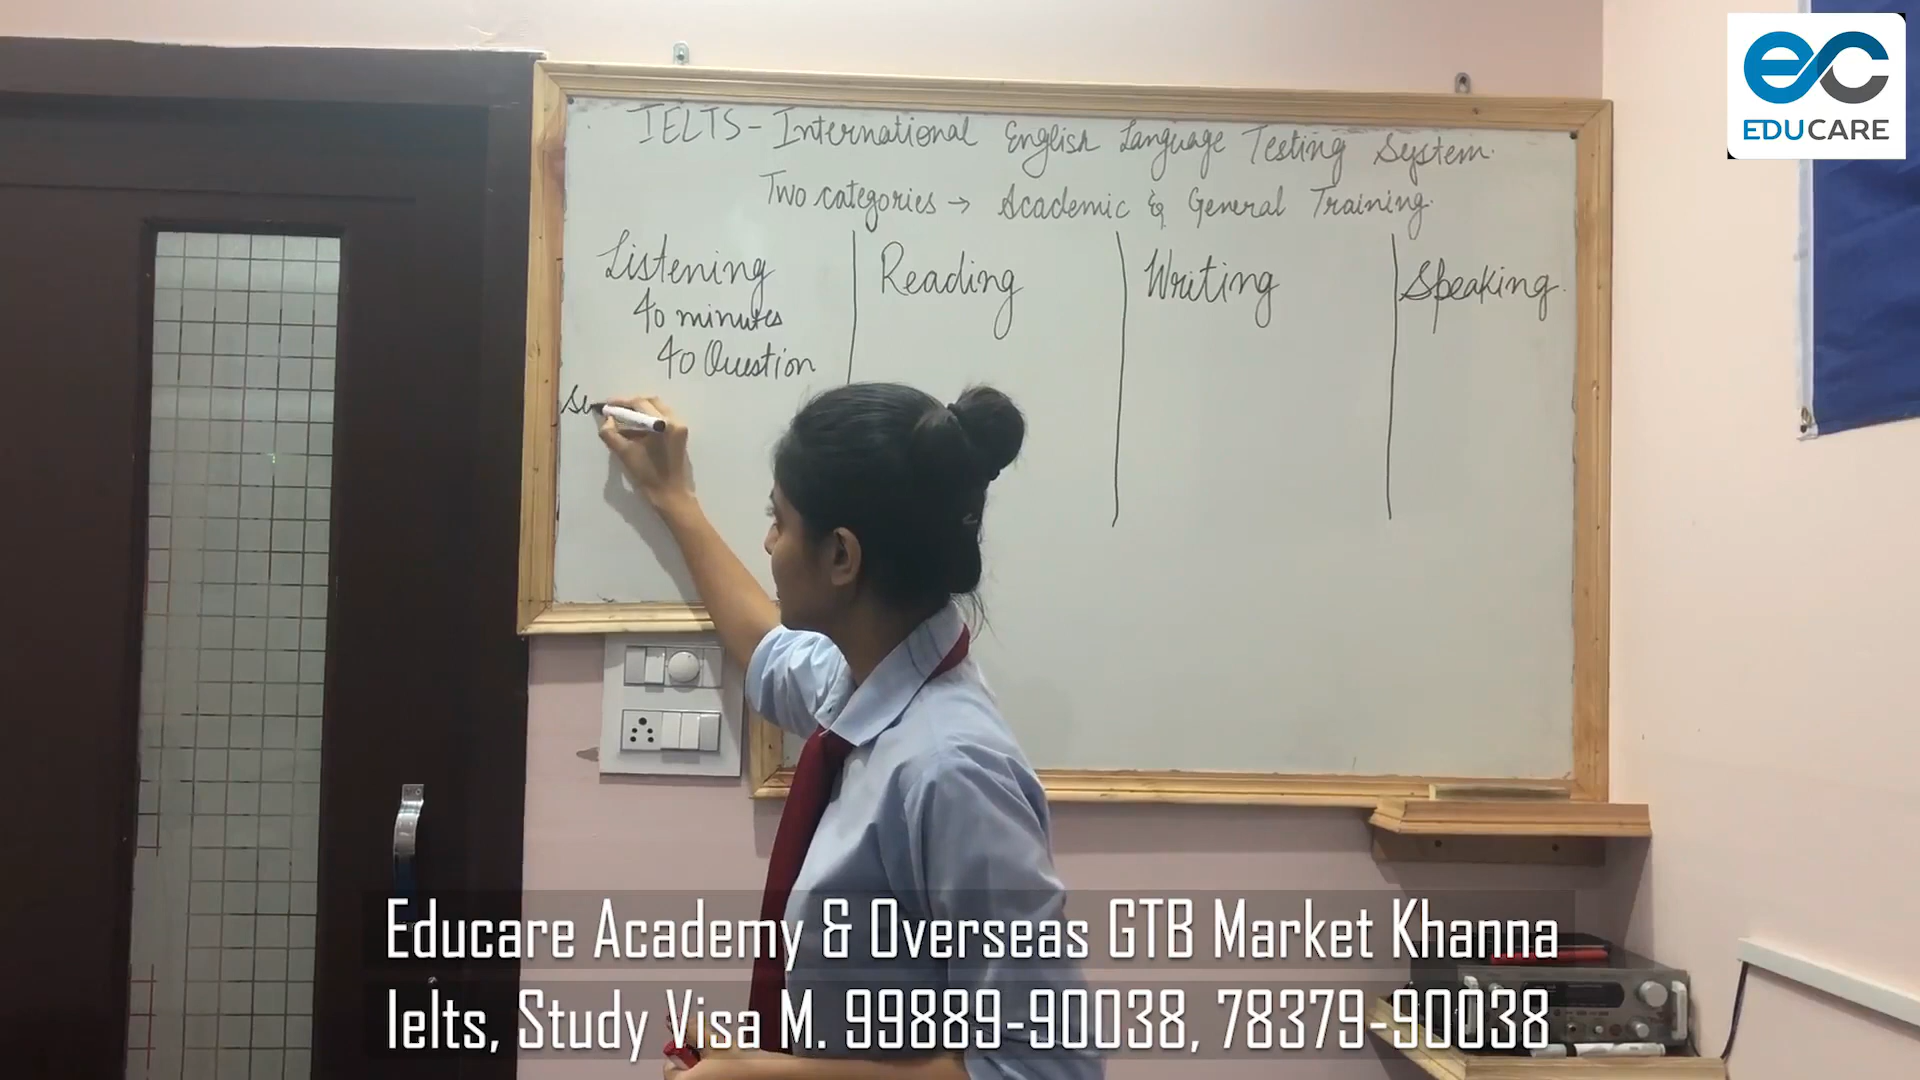 EC
EDUCARE
IELTS - International English Language Testing System.
Two categories → Academic & General Training.
Listening
40 minutes
40 Question
Reading
Writing
Speaking.
Educare Academy & Overseas GTB Market Khanna
Ielts, Study Visa M. 99889-90038, 78379-90038